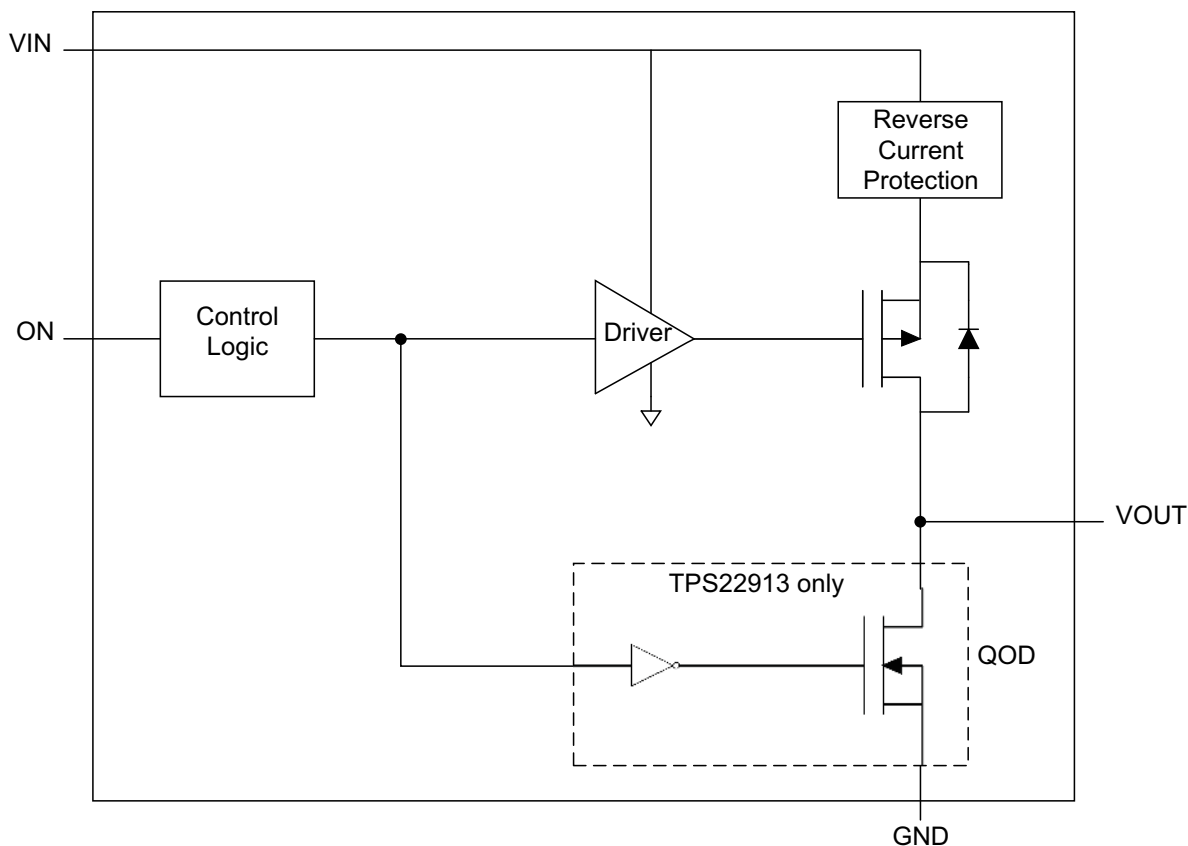 VIN
Reverse
Current
Protection
ON
Control
Logic
Driver
VOUT
TPS22913 only
QOD
GND